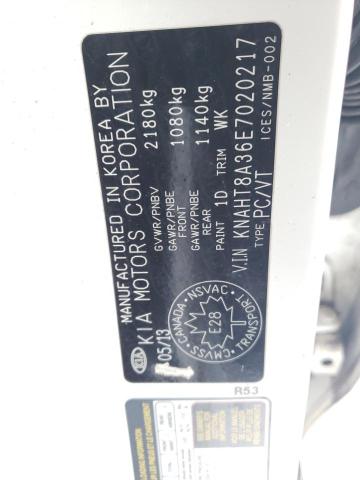 MANUFACTURED IN KOREA BY
KIA MOTORS CORPORATION
KIA
05/13
GVWR/PNBV 2180kg
GAWR/PNBE
FRONT 1080kg
GAWR/PNBE
REAR 1140kg
PAINT 1D TRIM WK
CANADA NSVAC TRANSPORT CMVSS
E28
V.I.N KNAHT8A36E7020217
TYPE PC/VT
ICES/NMB-002
R53